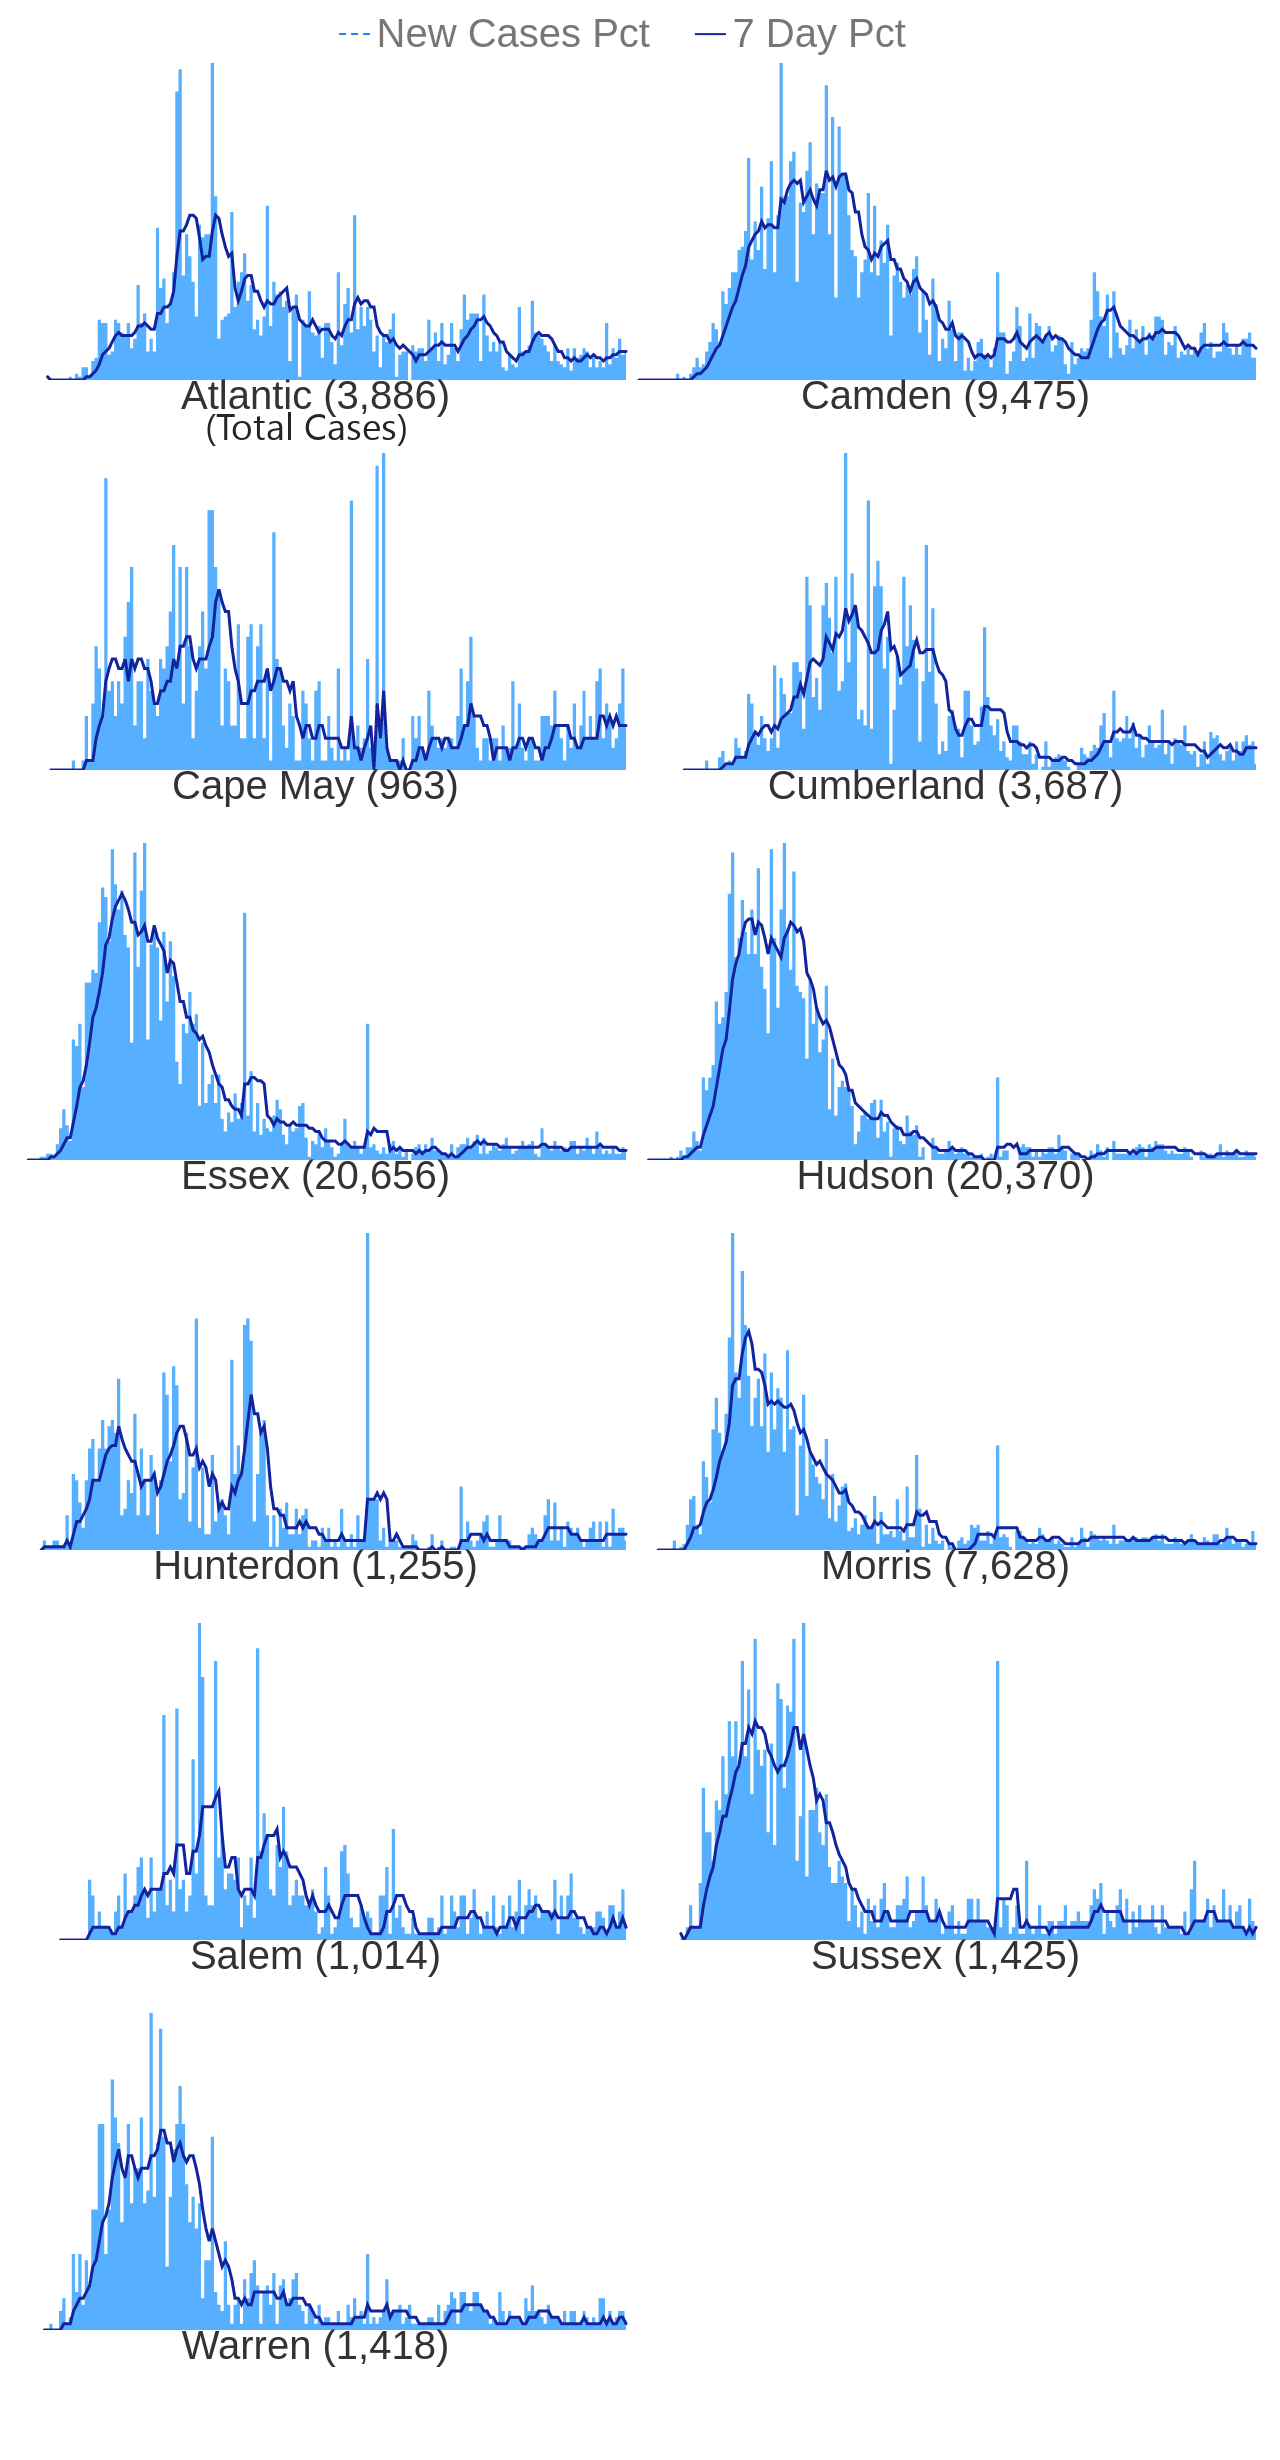 New Cases Pct 7 Day Pct
Atlantic (3,886) Camden (9,475)
(Total Cases)
Cape May (963) Cumberland (3,687)
Essex (20,656) Hudson (20,370)
Hunterdon (1,255) Morris (7,628)
Salem (1,014) Sussex (1,425)
Warren (1,418)